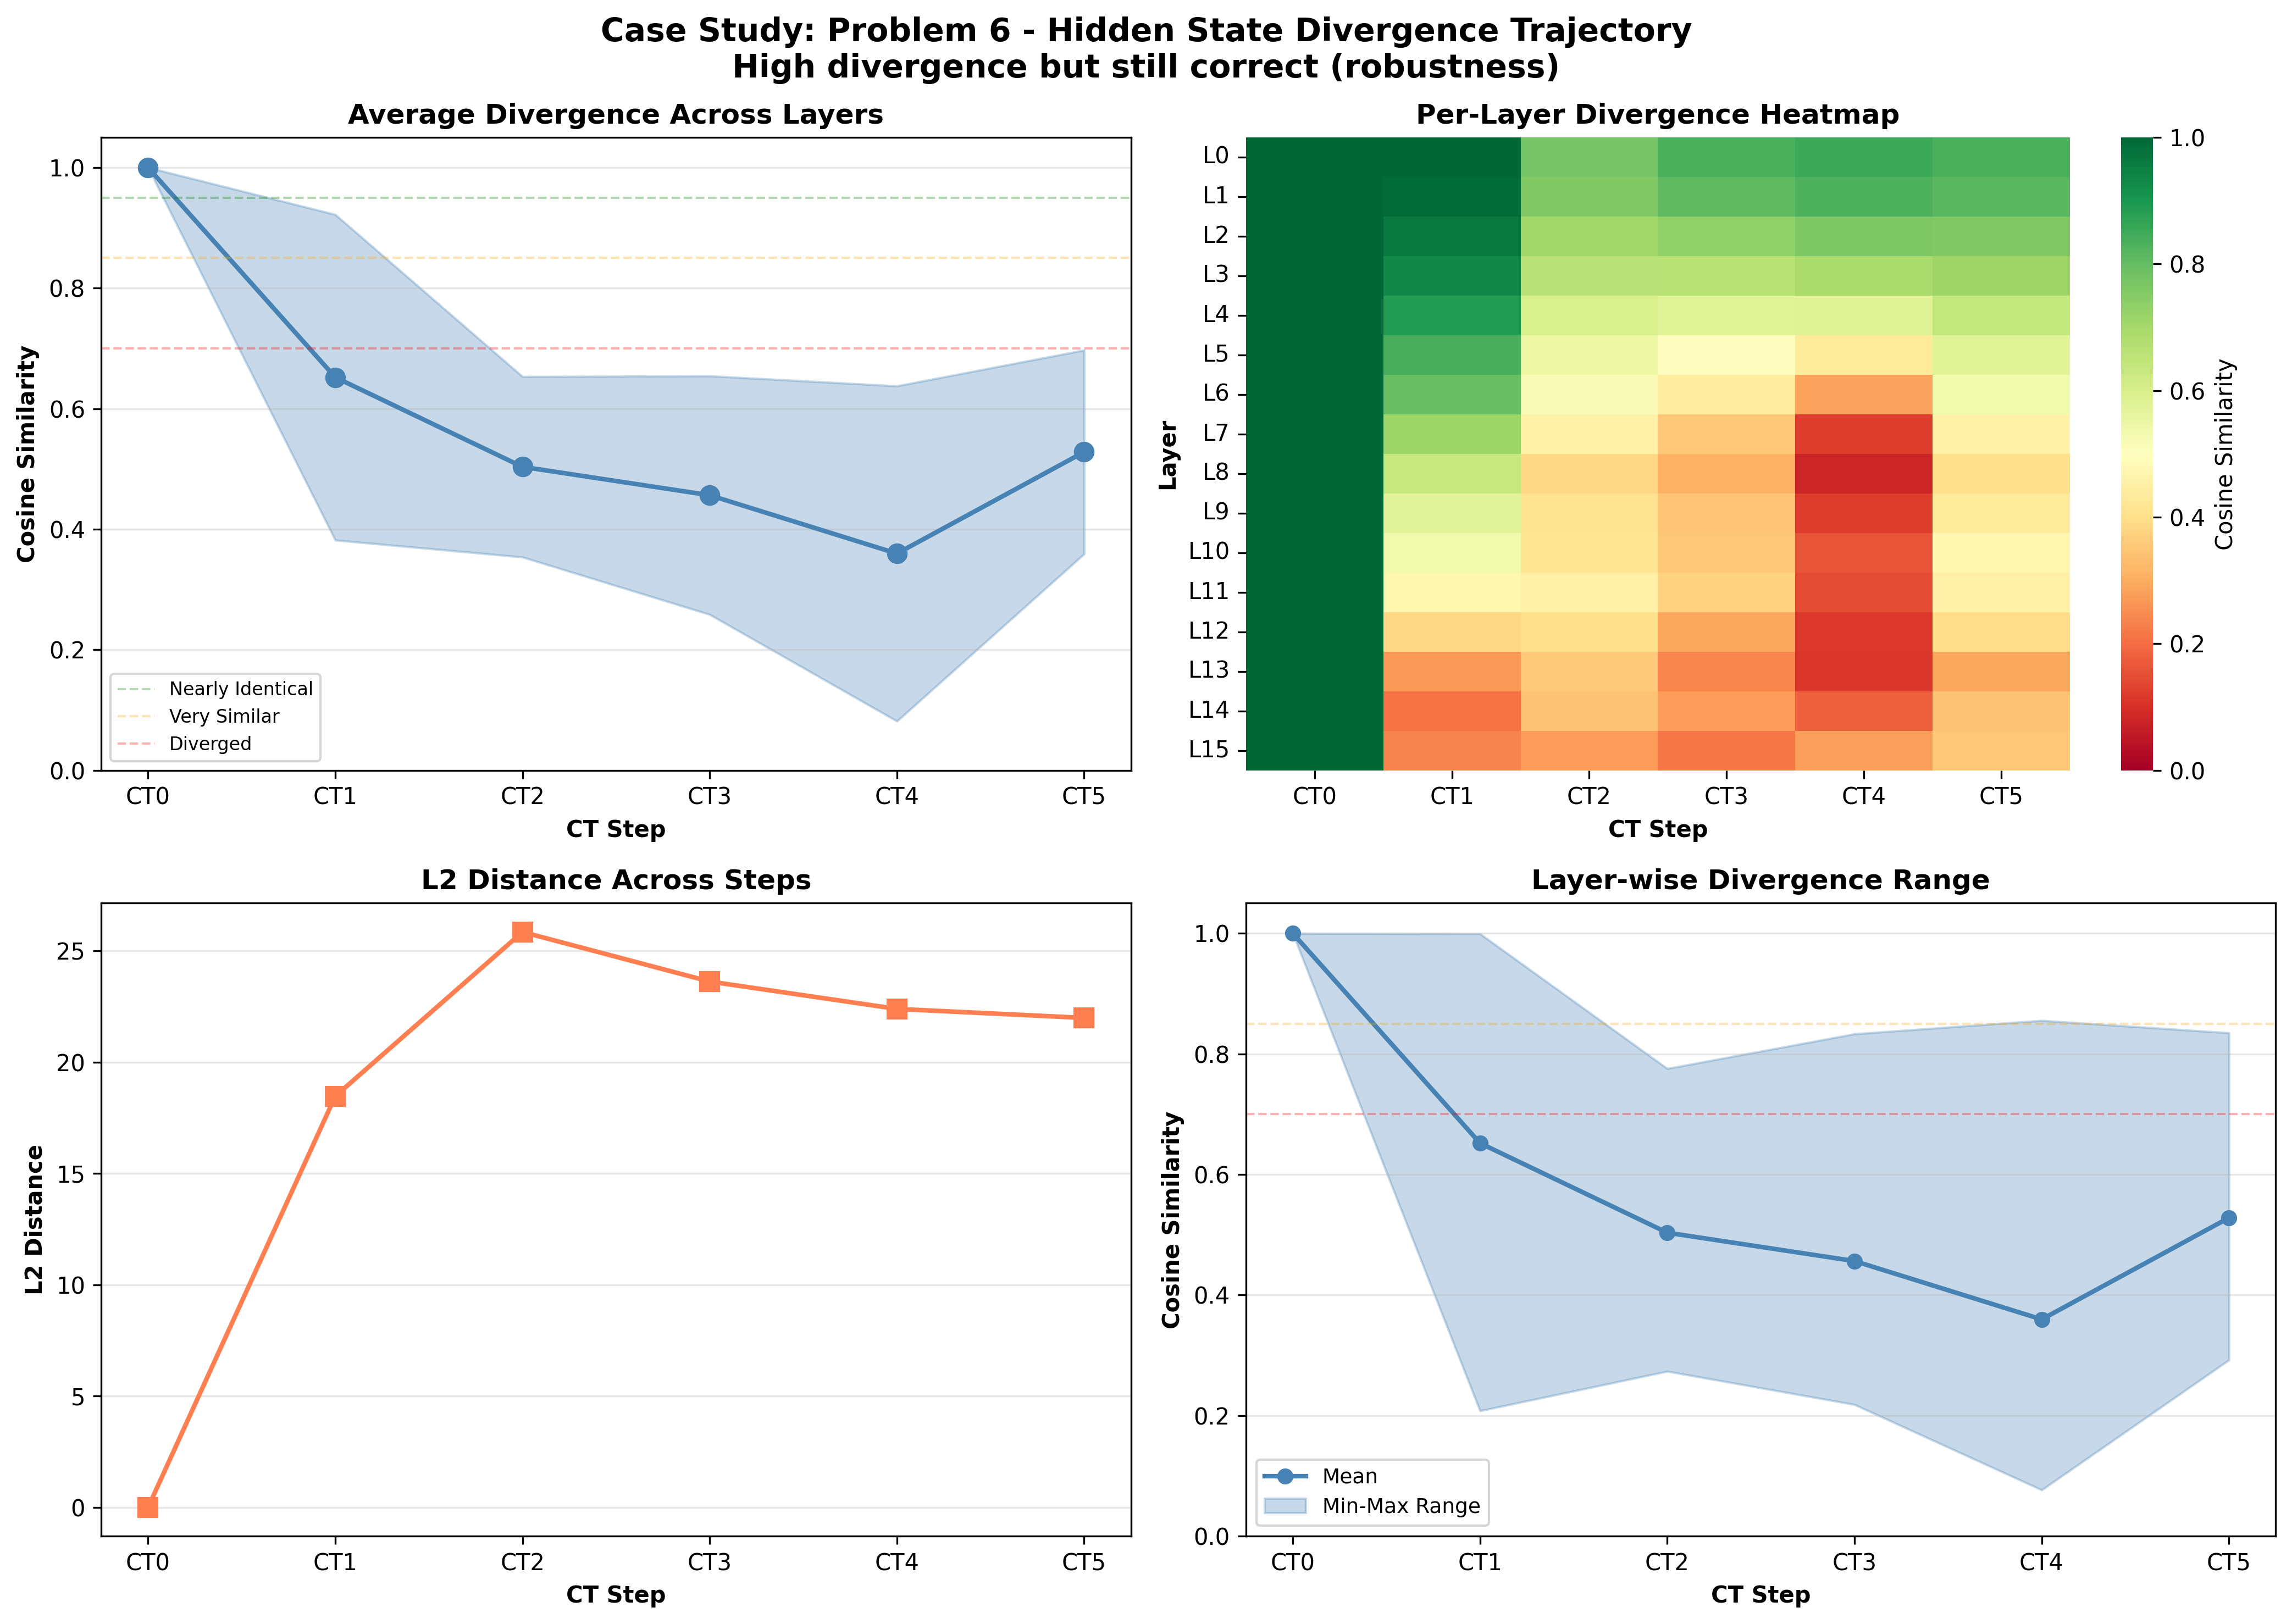 Case Study: Problem 6 - Hidden State Divergence Trajectory
High divergence but still correct (robustness)
Average Divergence Across Layers
Cosine Similarity
1.0
0.8
0.6
0.4
0.2
0.0
Nearly Identical
Very Similar
Diverged
CT0 CT1 CT2 CT3 CT4 CT5
CT Step
Per-Layer Divergence Heatmap
Layer
L0
L1
L2
L3
L4
L5
L6
L7
L8
L9
L10
L11
L12
L13
L14
L15
CT0 CT1 CT2 CT3 CT4 CT5
CT Step
1.0
0.8
0.6
0.4
0.2
0.0
Cosine Similarity
L2 Distance Across Steps
L2 Distance
25
20
15
10
5
0
CT0 CT1 CT2 CT3 CT4 CT5
CT Step
Layer-wise Divergence Range
Cosine Similarity
1.0
0.8
0.6
0.4
0.2
0.0
Mean
Min-Max Range
CT0 CT1 CT2 CT3 CT4 CT5
CT Step